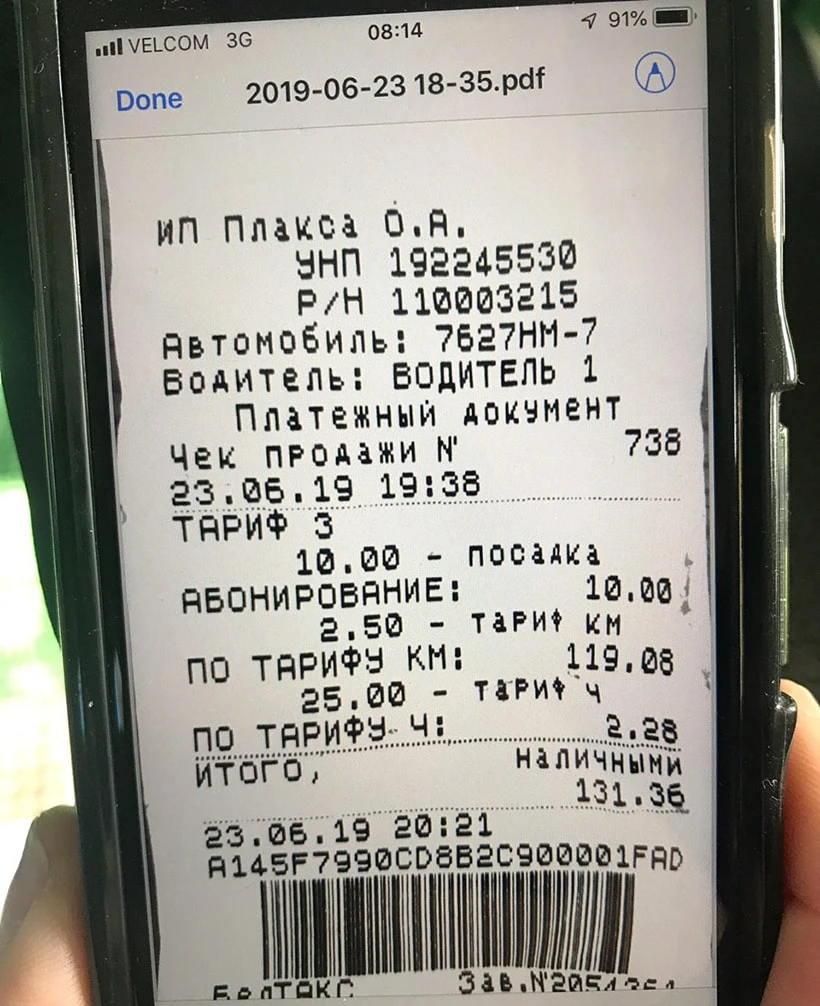 VELCOM 3G 08:14 91%
Done 2019-06-23 18-35.pdf
ИП Плакса О.А.
УНП 192245530
Р/Н 110003215
Автомобиль: 7627НМ-7
Водитель: ВОДИТЕЛЬ 1
Платежный документ
Чек продажи N' 738
23.06.19 19:38
ТАРИФ 3
10.00 - посадка
АБОНИРОВАНИЕ: 10.00
2.50 - тариф км
ПО ТАРИФУ КМ: 119.08
25.00 - тариф ч
ПО ТАРИФУ Ч: 2.28
ИТОГО, наличными
131.36
23.06.19 20:21
A145F7990CD8B2C900001FAD
БелТАКС Зав.N'